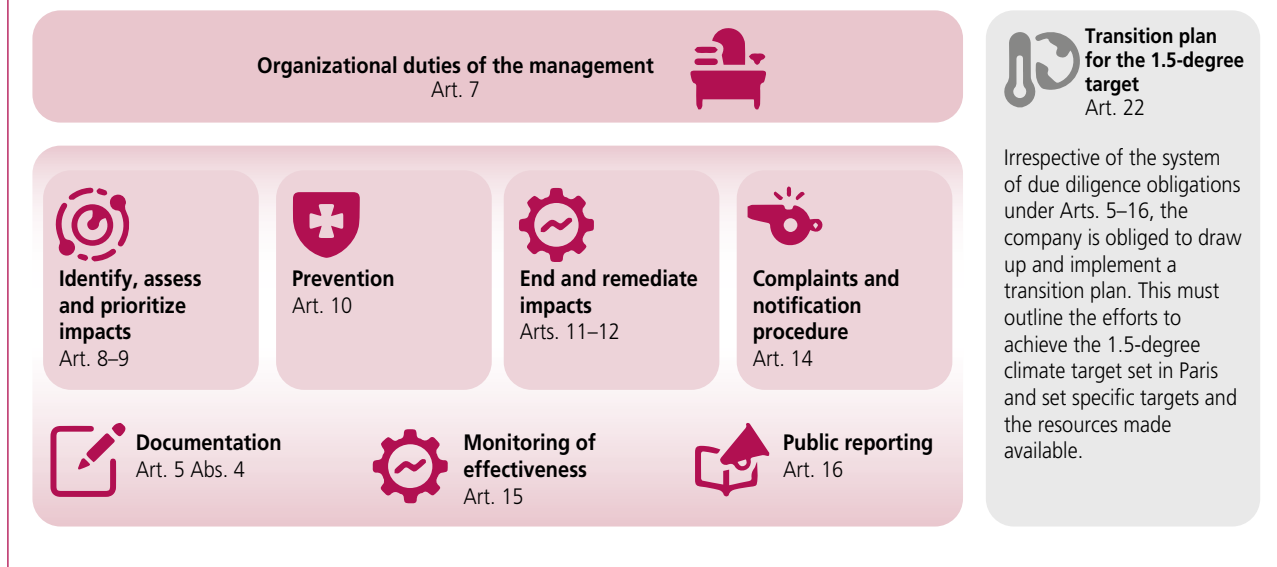 Organizational duties of the management
Art. 7
Identify, assess
and prioritize
impacts
Art. 8–9
Prevention
Art. 10
End and remediate
impacts
Arts. 11–12
Complaints and
notification
procedure
Art. 14
Documentation
Art. 5 Abs. 4
Monitoring of
effectiveness
Art. 15
Public reporting
Art. 16
Transition plan
for the 1.5-degree
target
Art. 22
Irrespective of the system
of due diligence obligations
under Arts. 5–16, the
company is obliged to draw
up and implement a
transition plan. This must
outline the efforts to
achieve the 1.5-degree
climate target set in Paris
and set specific targets and
the resources made
available.